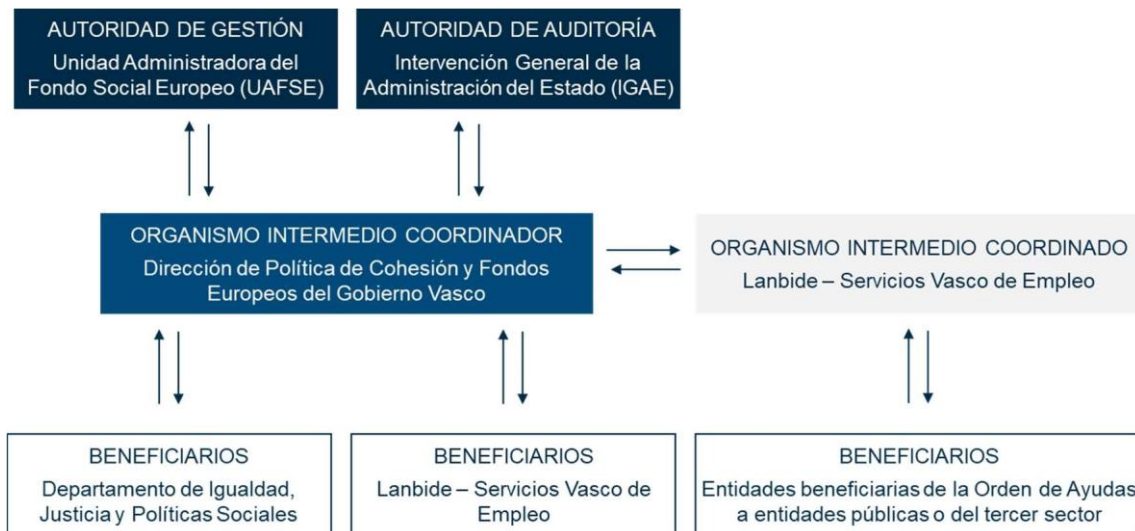 AUTORIDAD DE GESTIÓN
Unidad Administradora del
Fondo Social Europeo (UAFSE)
AUTORIDAD DE AUDITORÍA
Intervención General de la
Administración del Estado (IGAE)
ORGANISMO INTERMEDIO COORDINADOR
Dirección de Política de Cohesión y Fondos
Europeos del Gobierno Vasco
ORGANISMO INTERMEDIO COORDINADO
Lanbide – Servicios Vasco de Empleo
BENEFICIARIOS
Departamento de Igualdad,
Justicia y Políticas Sociales
BENEFICIARIOS
Lanbide – Servicios Vasco de
Empleo
BENEFICIARIOS
Entidades beneficiarias de la Orden de Ayudas
a entidades públicas o del tercer sector